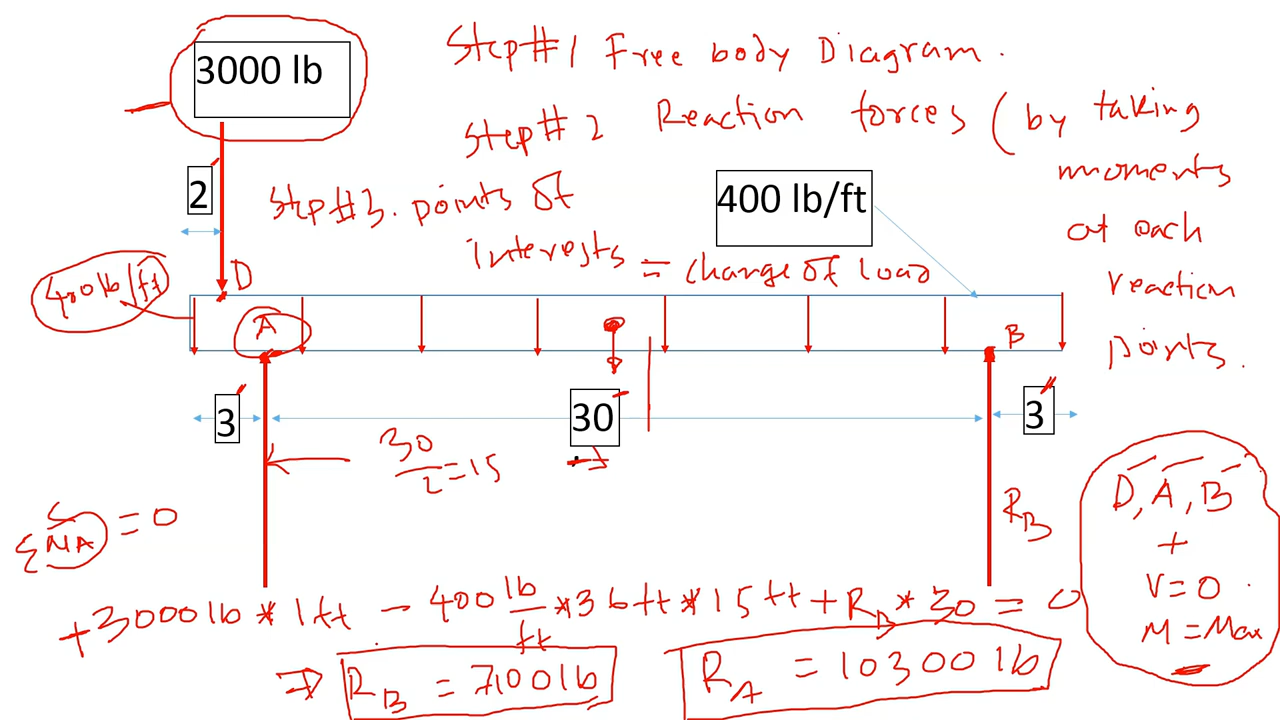 3000 lb
Step#1 Free body Diagram.
Step#2 Reaction forces (by taking
moments
at each
reaction
points.
2'
Step#3. points of
interests = change of load
400 lb/ft
400 lb/ft
D
A
B
3'
30'
3'
30/2=15
ΣMA = 0
RB
D, A, B
+
V=0
M=Max
+3000lb*1ft - 400 lb/ft *36ft*15ft + RB*30 = 0
⇒ RB = 7100lb
RA = 10300lb